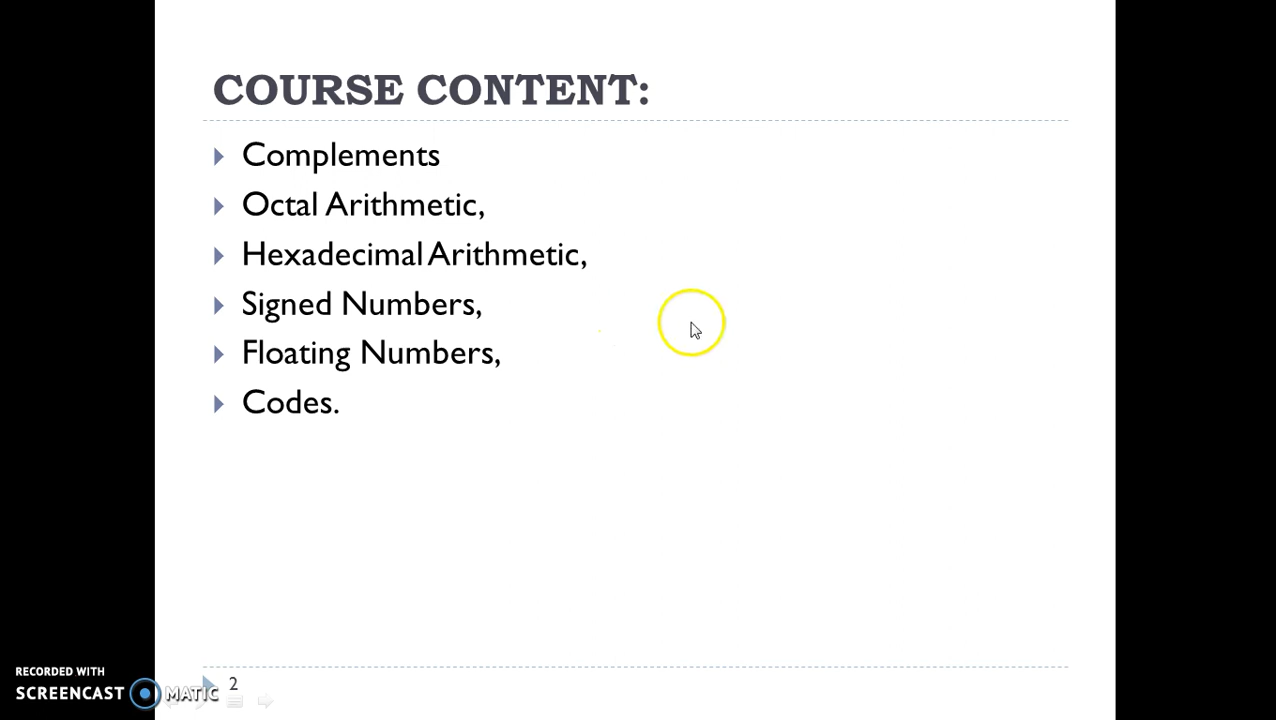 COURSE CONTENT:
Complements
Octal Arithmetic,
Hexadecimal Arithmetic,
Signed Numbers,
Floating Numbers,
Codes.
2
RECORDED WITH
SCREENCAST MATIC